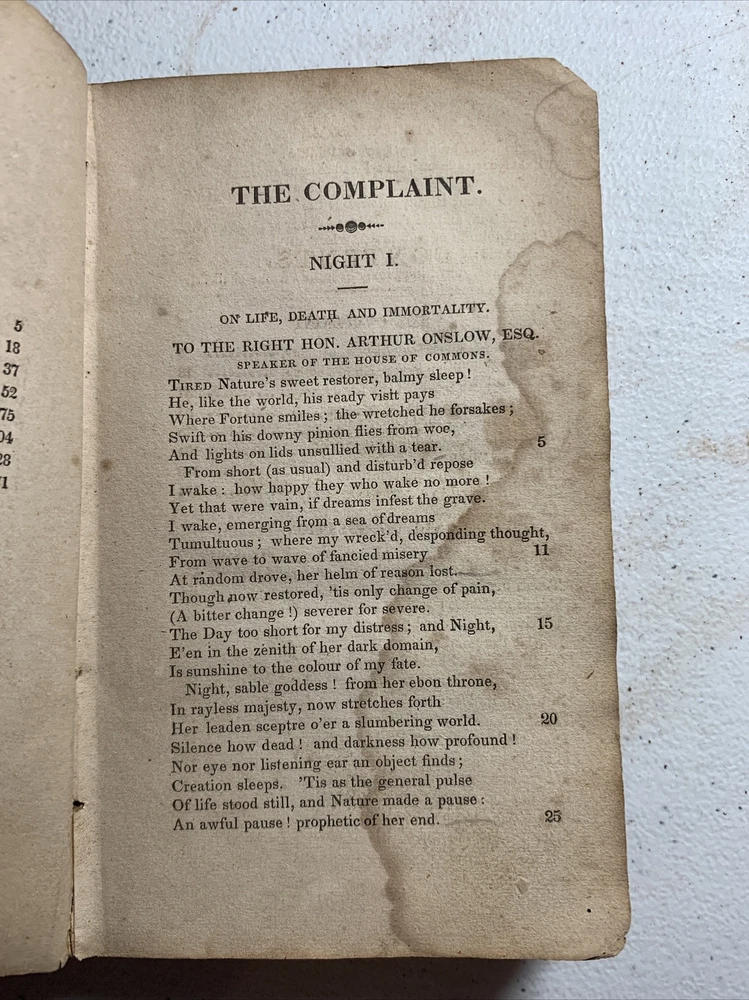 5
18
37
52
75
04
28
71
THE COMPLAINT.
NIGHT I.
ON LIFE, DEATH AND IMMORTALITY.
TO THE RIGHT HON. ARTHUR ONSLOW, ESQ.
SPEAKER OF THE HOUSE OF COMMONS.
TIRED Nature's sweet restorer, balmy sleep!
He, like the world, his ready visit pays
Where Fortune smiles; the wretched he forsakes;
Swift on his downy pinion flies from woe,
And lights on lids unsullied with a tear. 5
From short (as usual) and disturb'd repose
I wake: how happy they who wake no more!
Yet that were vain, if dreams infest the grave.
I wake, emerging from a sea of dreams
Tumultuous; where my wreck'd, desponding thought,
From wave to wave of fancied misery 11
At random drove, her helm of reason lost.
Though now restored, 'tis only change of pain,
(A bitter change!) severer for severe.
The Day too short for my distress; and Night, 15
E'en in the zenith of her dark domain,
Is sunshine to the colour of my fate.
Night, sable goddess! from her ebon throne,
In rayless majesty, now stretches forth
Her leaden sceptre o'er a slumbering world. 20
Silence how dead! and darkness how profound!
Nor eye nor listening ear an object finds;
Creation sleeps. 'Tis as the general pulse
Of life stood still, and Nature made a pause:
An awful pause! prophetic of her end. 25